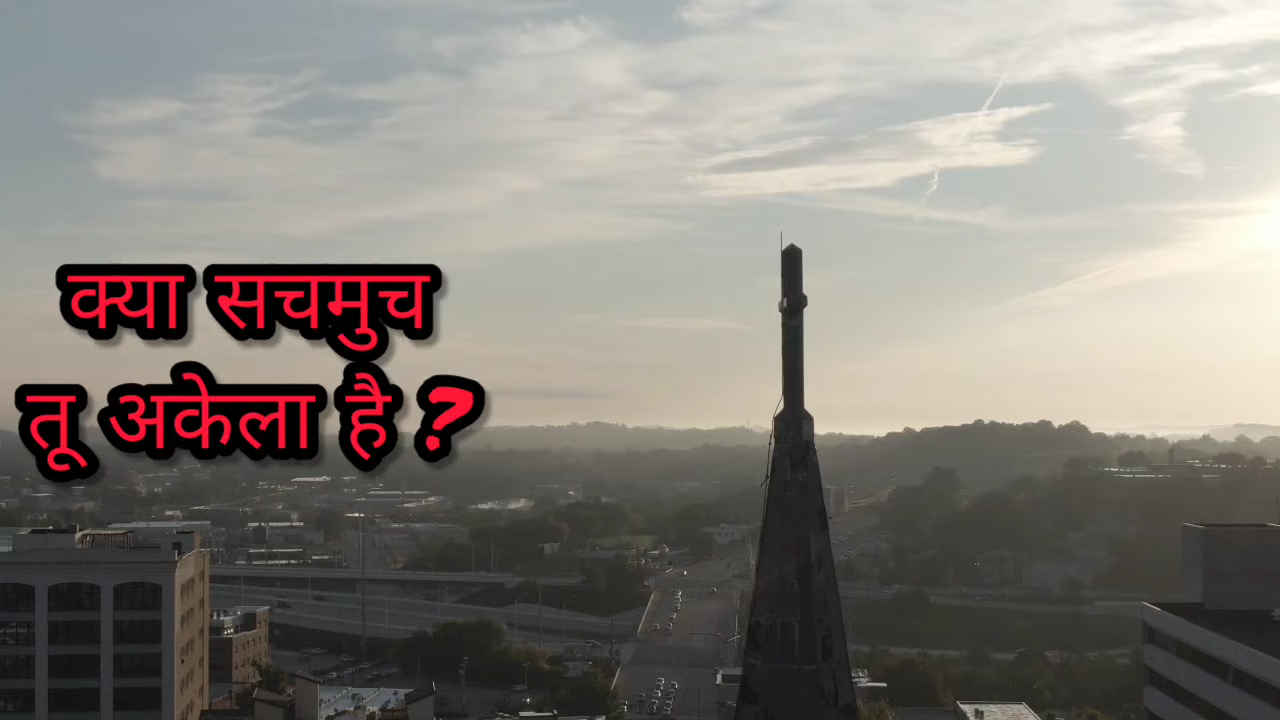 क्या सचमुच
तू अकेला है ?